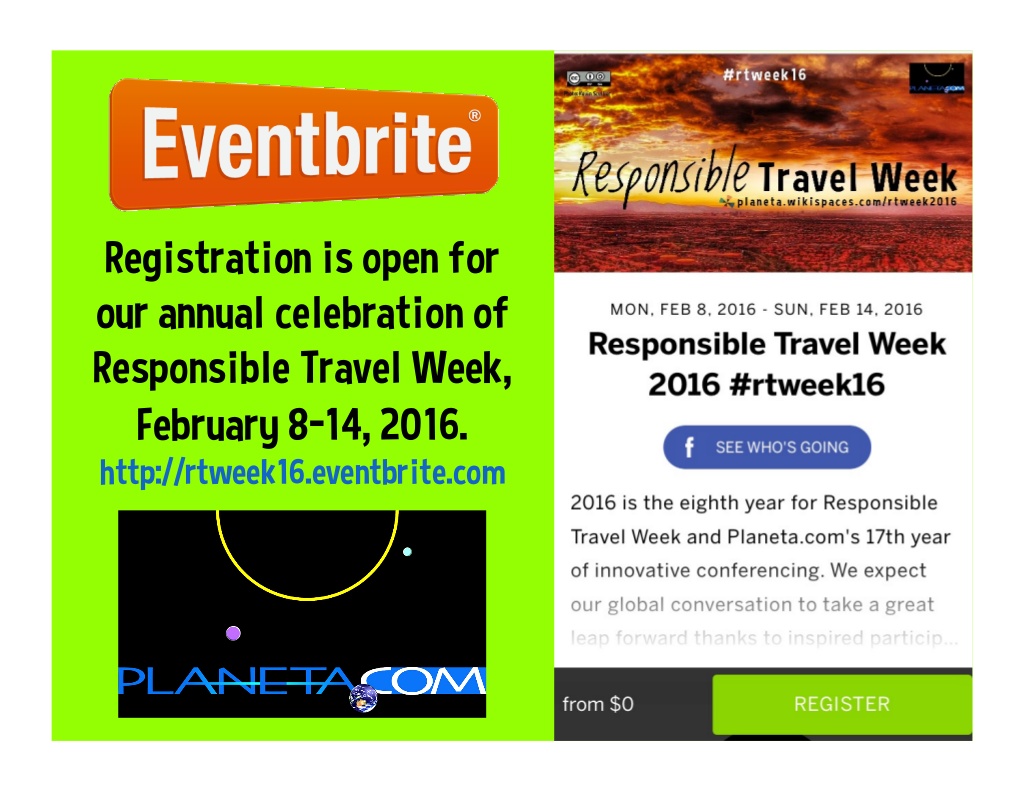 Eventbrite®
Registration is open for
our annual celebration of
Responsible Travel Week,
February 8-14, 2016.
http://rtweek16.eventbrite.com
PLANETA.COM
#rtweek16
PLANETA.COM
Responsible Travel Week
planeta.wikispaces.com/rtweek2016
MON, FEB 8, 2016 - SUN, FEB 14, 2016
Responsible Travel Week
2016 #rtweek16
f SEE WHO'S GOING
2016 is the eighth year for Responsible
Travel Week and Planeta.com's 17th year
of innovative conferencing. We expect
our global conversation to take a great
leap forward thanks to inspired particip...
from $0
REGISTER